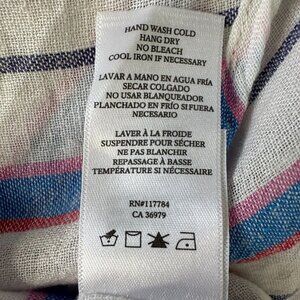 HAND WASH COLD
HANG DRY
NO BLEACH
COOL IRON IF NECESSARY
LAVAR A MANO EN AGUA FRÍA
SECAR COLGADO
NO USAR BLANQUEADOR
PLANCHADO EN FRÍO SI FUERA
NECESARIO
LAVER À LA FROIDE
SUSPENDRE POUR SÉCHER
NE PAS BLANCHIR
REPASSAGE À BASSE
TEMPÉRATURE SI NÉCESSAIRE
RN#117784
CA 36979